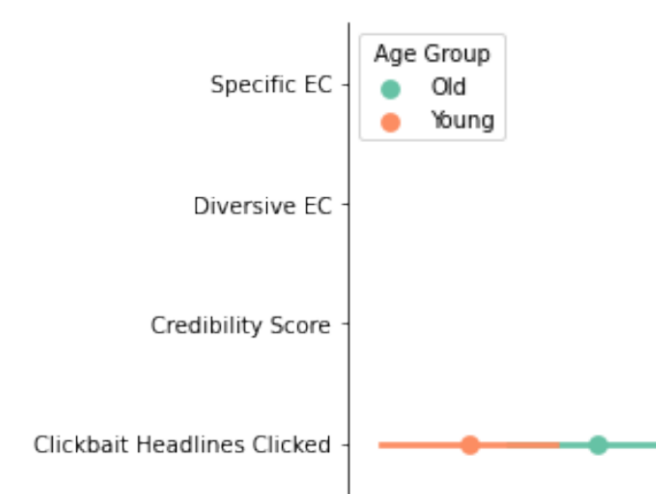 Age Group
Old
Young
Specific EC
Diversive EC
Credibility Score
Clickbait Headlines Clicked